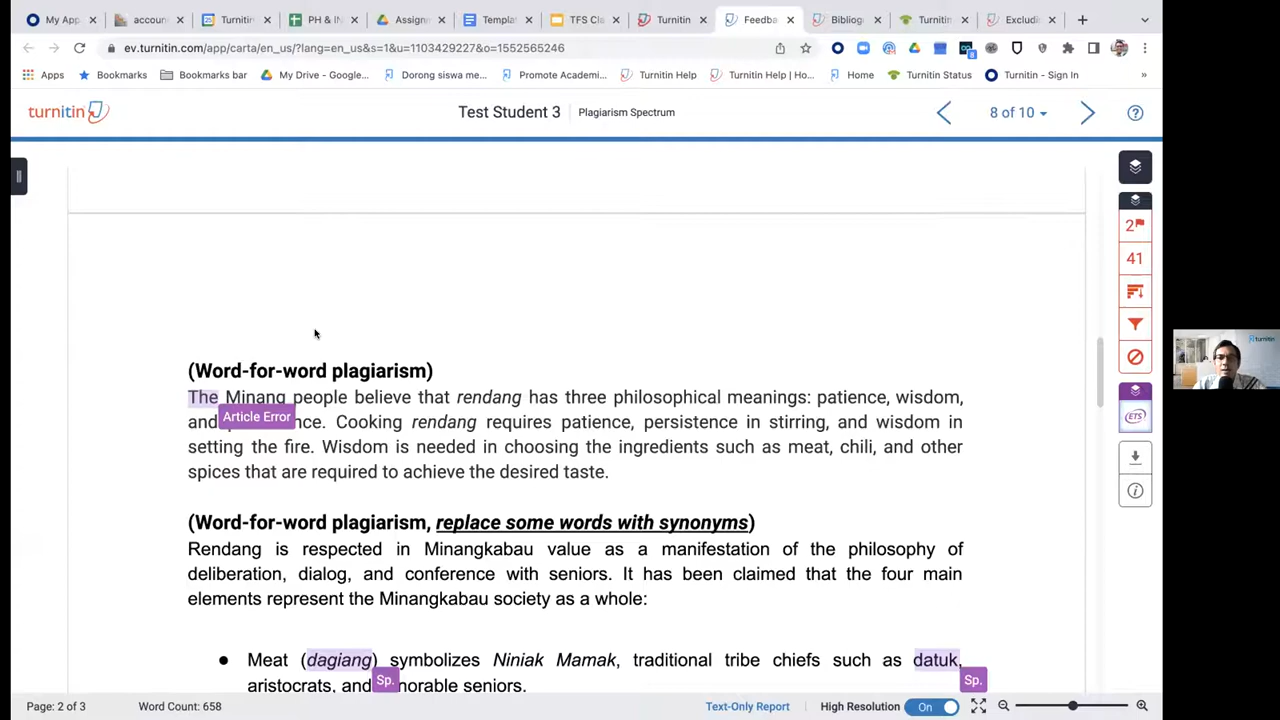 My App
accoun
Turnitin
PH & IN
Assignm
Templat
TFS Cla
Turnitin
Feedba
Bibliog
Turnitin
Excludi
ev.turnitin.com/app/carta/en_us/?lang=en_us&s=1&u=1103429227&o=1552565246
Apps Bookmarks Bookmarks bar My Drive - Google... Dorong siswa me... Promote Academi... Turnitin Help Turnitin Help | Ho... Home Turnitin Status Turnitin - Sign In »
turnitin Test Student 3 Plagiarism Spectrum 8 of 10
2
41
(Word-for-word plagiarism)
The Minang people believe that rendang has three philosophical meanings: patience, wisdom,
Article Error
and nce. Cooking rendang requires patience, persistence in stirring, and wisdom in
setting the fire. Wisdom is needed in choosing the ingredients such as meat, chili, and other
spices that are required to achieve the desired taste.
(Word-for-word plagiarism, replace some words with synonyms)
Rendang is respected in Minangkabau value as a manifestation of the philosophy of
deliberation, dialog, and conference with seniors. It has been claimed that the four main
elements represent the Minangkabau society as a whole:
● Meat (dagiang) symbolizes Niniak Mamak, traditional tribe chiefs such as datuk,
Sp. Sp.
aristocrats, and norable seniors.
ETS
turnitin
Page: 2 of 3 Word Count: 658 Text-Only Report High Resolution On